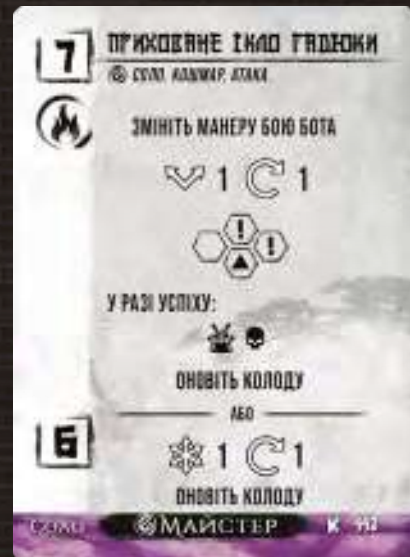 7 ПРИХОВАНЕ ІКЛО ГАДЮКИ
СОЛО, КОШМАР, АТАКА
ЗМІНІТЬ МАНЕРУ БОЮ БОТА
1 1
! !
У РАЗІ УСПІХУ:
ОНОВІТЬ КОЛОДУ
АБО
6 1 1
ОНОВІТЬ КОЛОДУ
СОЛО МАЙСТЕР К